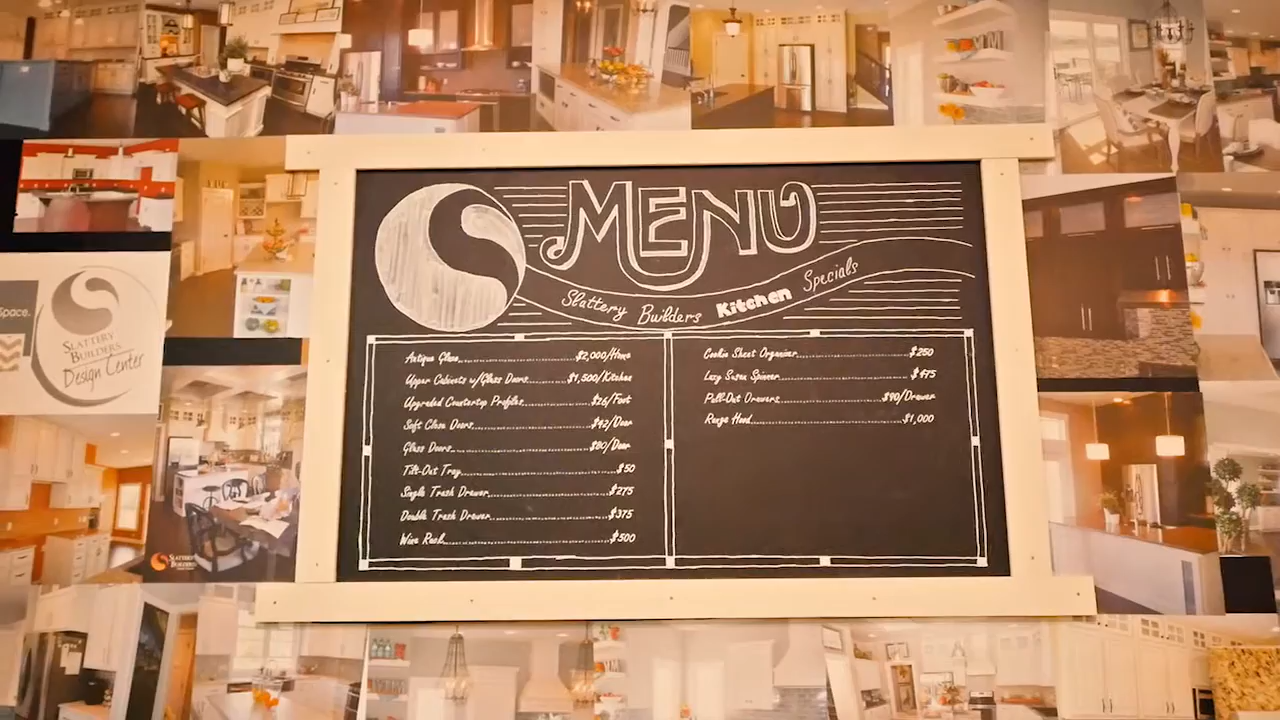 MENU
Slattery Builders Kitchen Specials
Antique Glaze $2,000/Home
Upper Cabinets w/Glass Doors $1,500/Kitchen
Upgraded Countertop Profiles $26/Foot
Soft Close Doors $42/Door
Glass Doors $80/Door
Tilt-Out Tray $50
Single Trash Drawer $275
Double Trash Drawer $375
Wine Rack $500
Cookie Sheet Organizer $250
Lazy Susan Spinner $475
Pull-Out Drawers $90/Drawer
Range Hood $1,000
Space.
SLATTERY
BUILDERS
Design Center
SLATTERY
BUILDERS